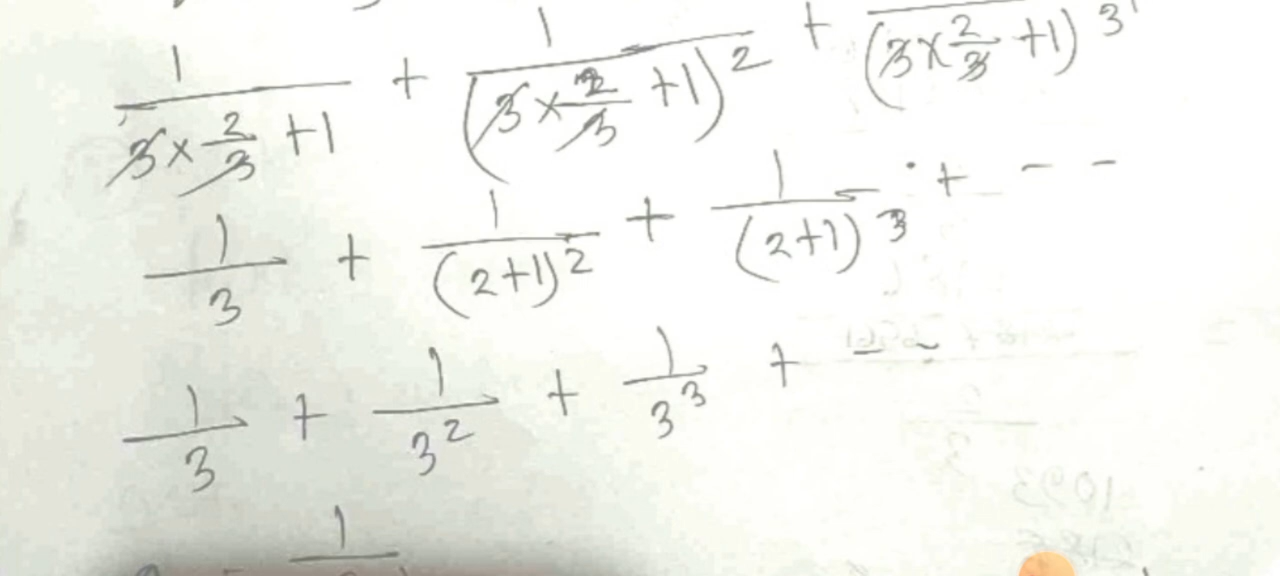 1/(3×2/3 +1) + 1/(3×2/3 +1)^2 + /(3×2/3 +1)^3
1/3 + 1/(2+1)^2 + 1/(2+1)^3 + - -
1/3 + 1/3^2 + 1/3^3 + - -
1